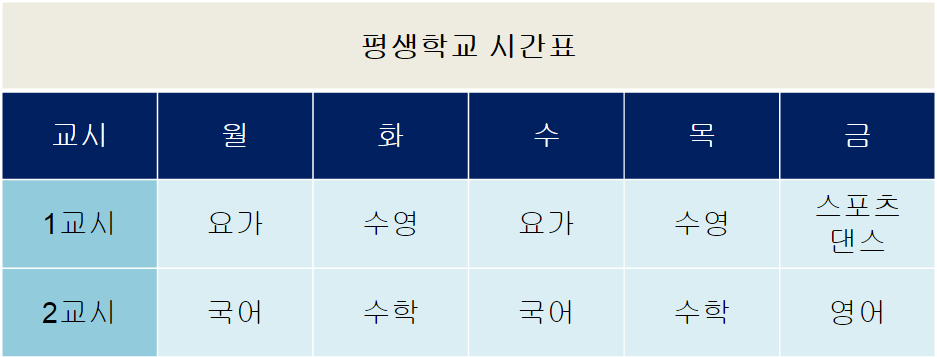 평생학교 시간표
교시 월 화 수 목 금
1교시 요가 수영 요가 수영 스포츠
댄스
2교시 국어 수학 국어 수학 영어